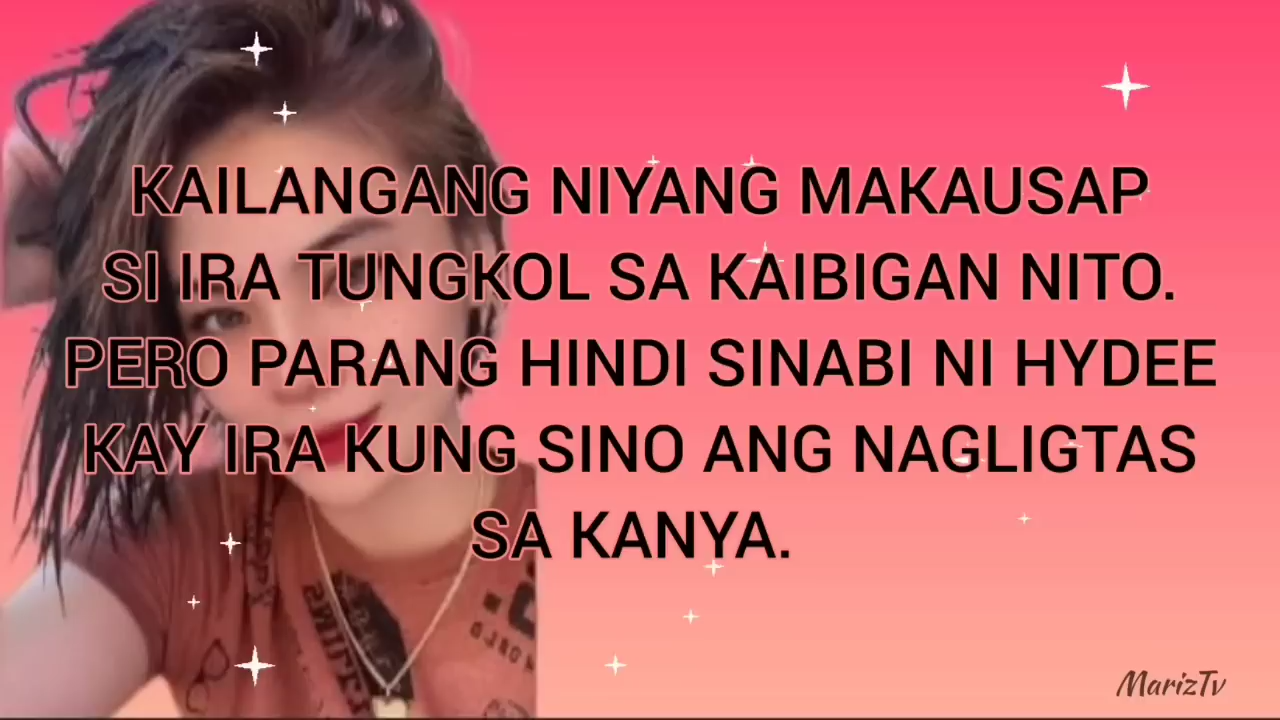 KAILANGANG NIYANG MAKAUSAP
SI IRA TUNGKOL SA KAIBIGAN NITO.
PERO PARANG HINDI SINABI NI HYDEE
KAY IRA KUNG SINO ANG NAGLIGTAS
SA KANYA.
MarizTv